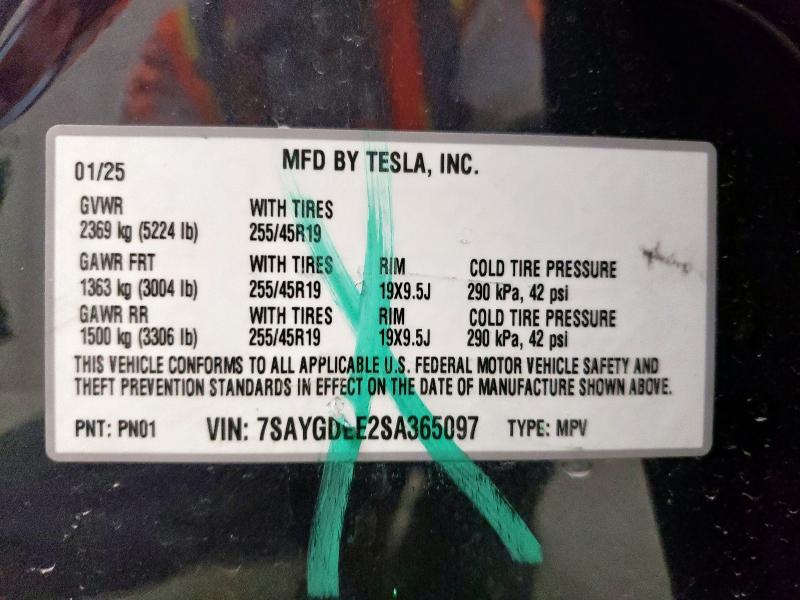 MFD BY TESLA, INC.
01/25
GVWR WITH TIRES
2369 kg (5224 lb) 255/45R19
GAWR FRT WITH TIRES RIM COLD TIRE PRESSURE
1363 kg (3004 lb) 255/45R19 19X9.5J 290 kPa, 42 psi
GAWR RR WITH TIRES RIM COLD TIRE PRESSURE
1500 kg (3306 lb) 255/45R19 19X9.5J 290 kPa, 42 psi
THIS VEHICLE CONFORMS TO ALL APPLICABLE U.S. FEDERAL MOTOR VEHICLE SAFETY AND
THEFT PREVENTION STANDARDS IN EFFECT ON THE DATE OF MANUFACTURE SHOWN ABOVE.
PNT: PN01 VIN: 7SAYGDEE2SA365097 TYPE: MPV